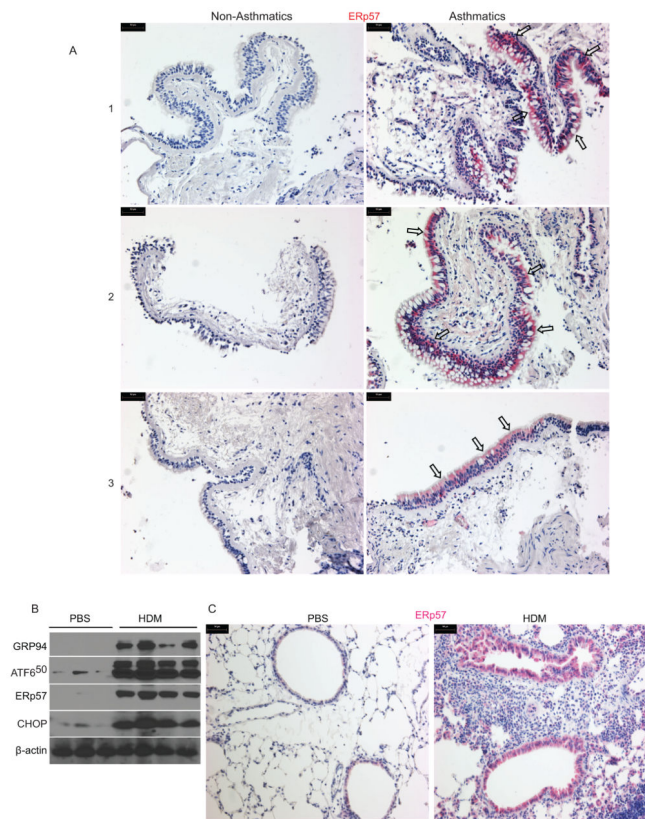 Non-Asthmatics ERp57 Asthmatics
A
1
2
3
B C
PBS HDM PBS ERp57 HDM
GRP94
ATF6⁵⁰
ERp57
CHOP
β-actin